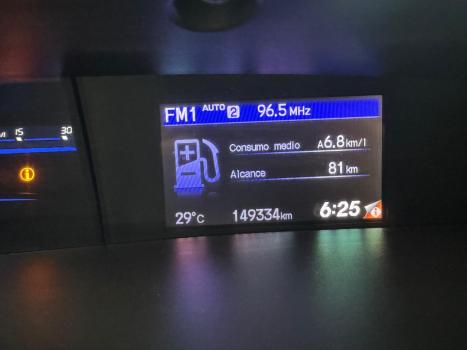 FM1 AUTO 2 96.5 MHz
15 30
Consumo medio A6.8 km/l
Alcance 81 km
29°C 149334 km 6:25